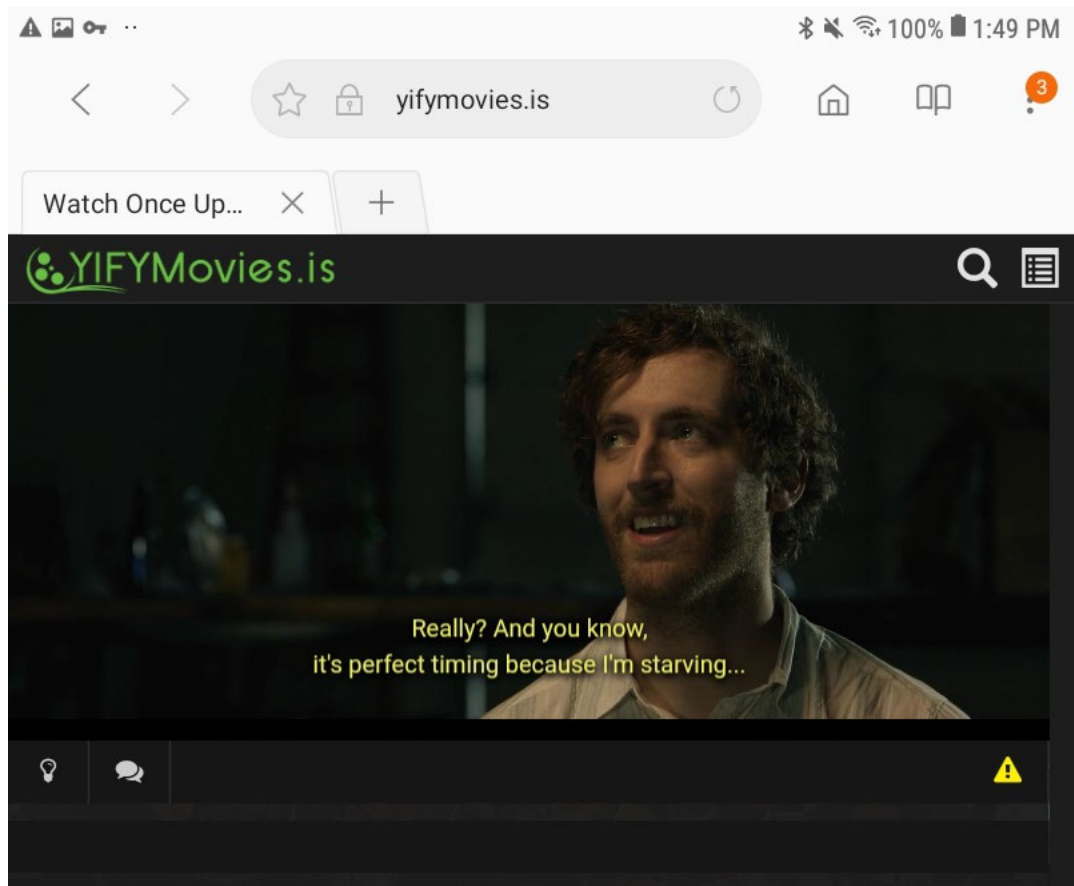 100% 1:49 PM
yifymovies.is
3
Watch Once Up...
YIFYMovies.is
Really? And you know,
it's perfect timing because I'm starving...